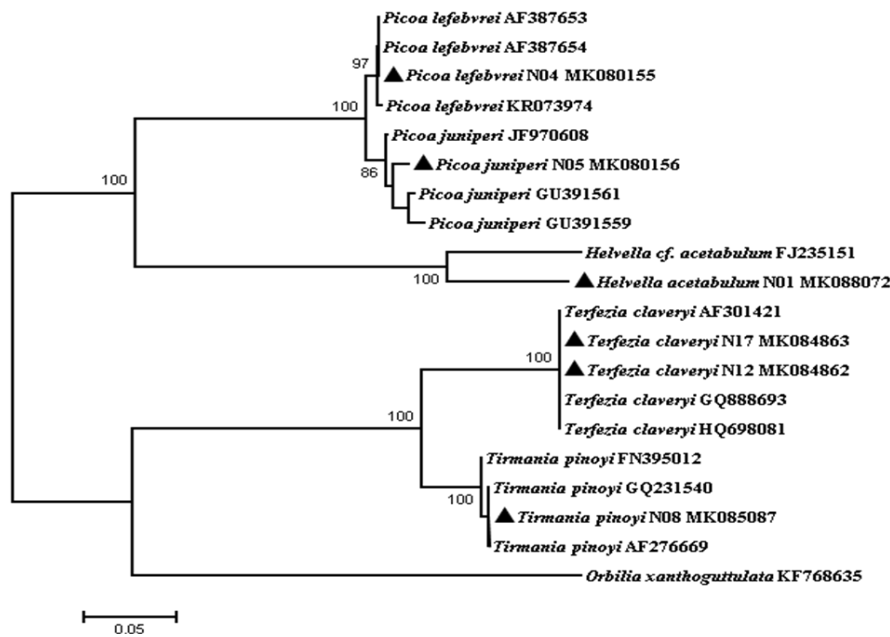 Picoa lefebvrei AF387653
Picoa lefebvrei AF387654
97
▲ Picoa lefebvrei N04 MK080155
100
Picoa lefebvrei KR073974
Picoa juniperi JF970608
▲ Picoa juniperi N05 MK080156
86
100
Picoa juniperi GU391561
Picoa juniperi GU391559
Helvella cf. acetabulum FJ235151
100
▲ Helvella acetabulum N01 MK088072
Terfezia claveryi AF301421
▲ Terfezia claveryi N17 MK084863
100
▲ Terfezia claveryi N12 MK084862
Terfezia claveryi GQ888693
100
Terfezia claveryi HQ698081
Tirmania pinoyi FN395012
Tirmania pinoyi GQ231540
100
▲ Tirmania pinoyi N08 MK085087
Tirmania pinoyi AF276669
Orbilia xanthoguttulata KF768635
0.05